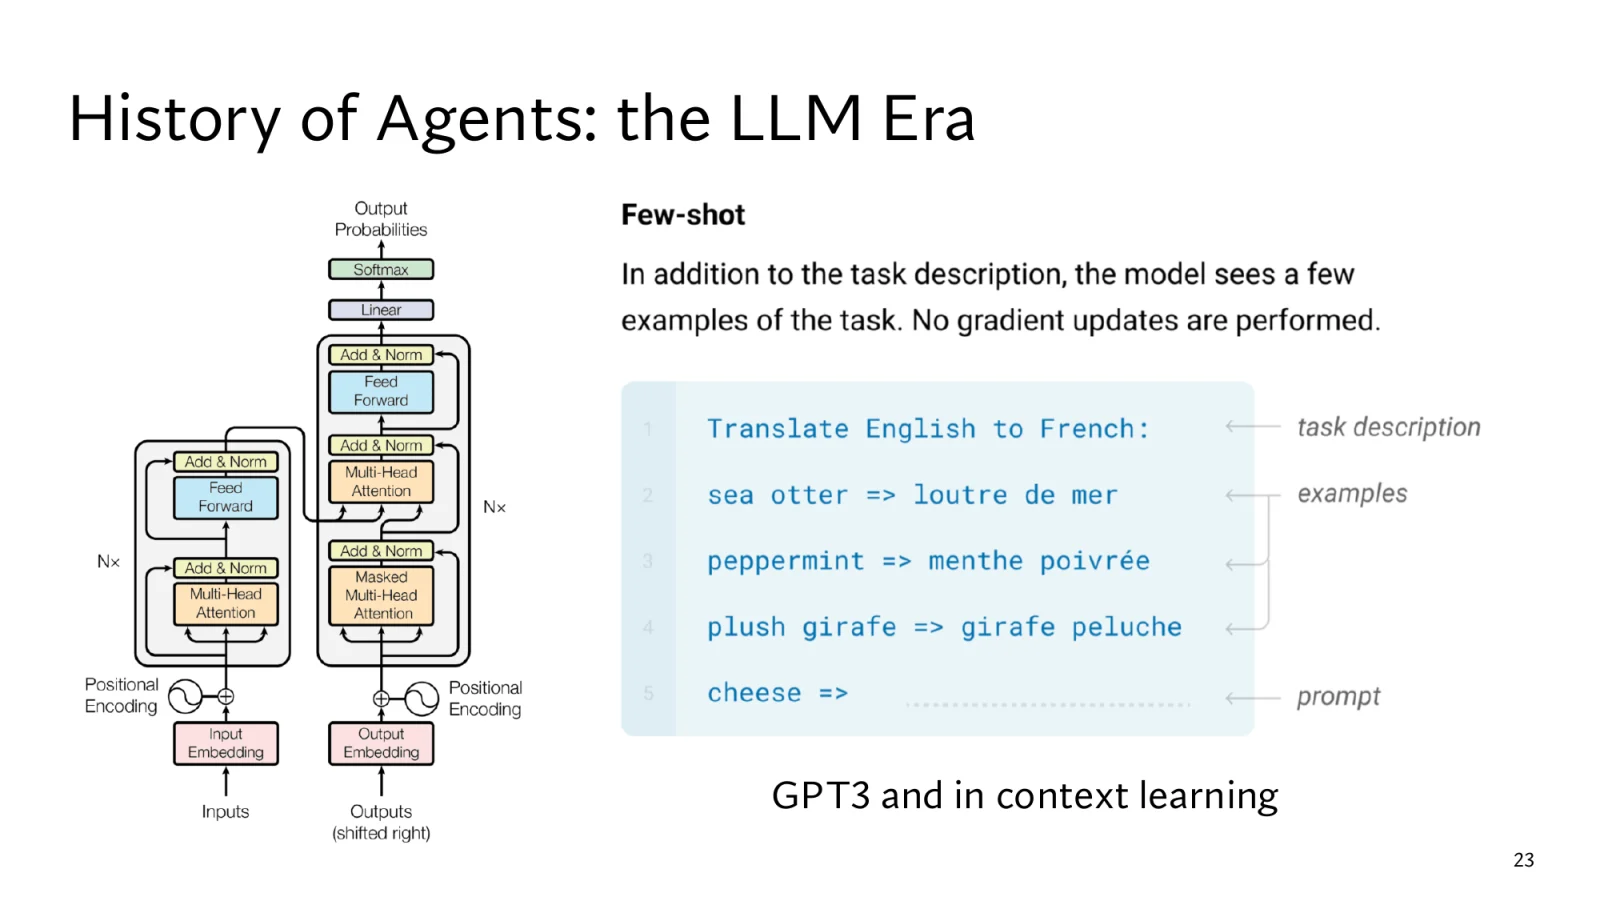 History of Agents: the LLM Era
Output
Probabilities
Softmax
Linear
Add & Norm
Feed
Forward
Add & Norm
Multi-Head
Attention
Nx
Add & Norm
Masked
Multi-Head
Attention
Add & Norm
Feed
Forward
Nx
Add & Norm
Multi-Head
Attention
Positional
Encoding
Positional
Encoding
Input
Embedding
Output
Embedding
Inputs
Outputs
(shifted right)
Few-shot
In addition to the task description, the model sees a few
examples of the task. No gradient updates are performed.
1 Translate English to French: task description
2 sea otter => loutre de mer examples
3 peppermint => menthe poivrée
4 plush girafe => girafe peluche
5 cheese => prompt
GPT3 and in context learning
23